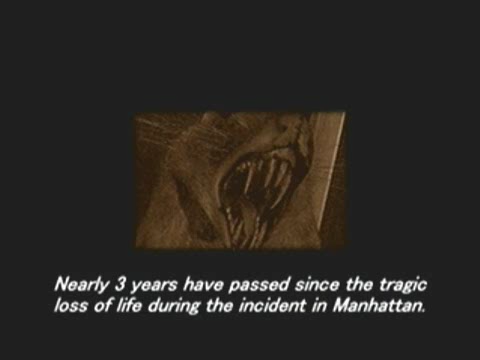 Nearly 3 years have passed since the tragic
loss of life during the incident in Manhattan.